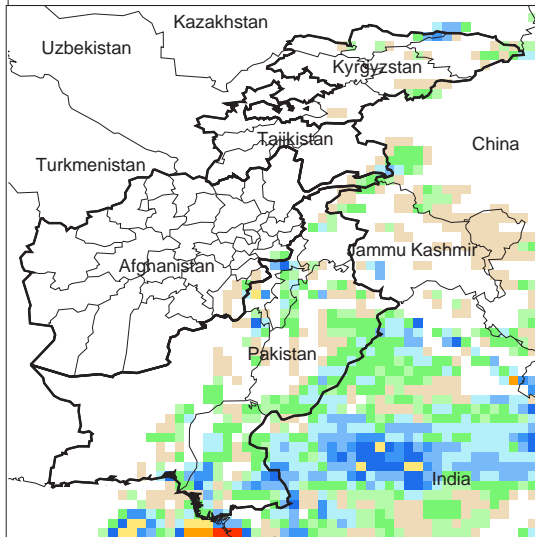 Kazakhstan
Uzbekistan
Kyrgyzstan
Tajikistan
China
Turkmenistan
Jammu Kashmir
Afghanistan
Pakistan
India